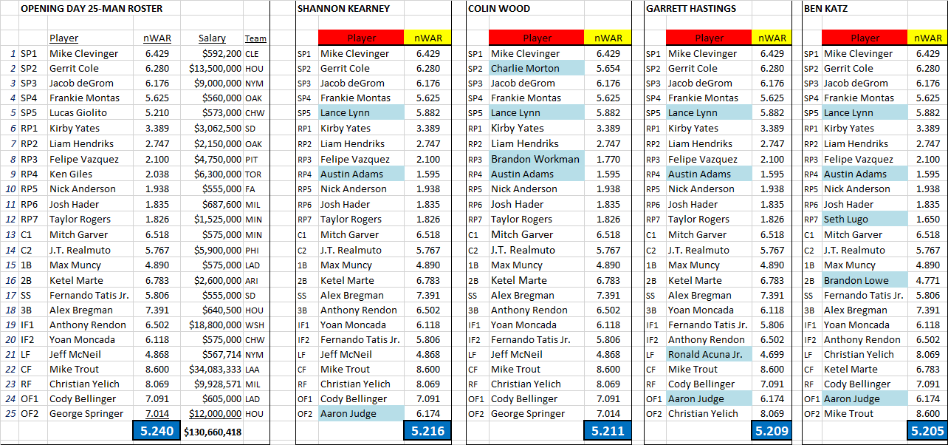 OPENING DAY 25-MAN ROSTER SHANNON KEARNEY COLIN WOOD GARRETT HASTINGS BEN KATZ
Player nWAR Salary Team Player nWAR Player nWAR Player nWAR Player nWAR
1 SP1 Mike Clevinger 6.429 $592,200 CLE SP1 Mike Clevinger 6.429 SP1 Mike Clevinger 6.429 SP1 Mike Clevinger 6.429 SP1 Mike Clevinger 6.429
2 SP2 Gerrit Cole 6.280 $13,500,000 HOU SP2 Gerrit Cole 6.280 SP2 Charlie Morton 5.654 SP2 Gerrit Cole 6.280 SP2 Gerrit Cole 6.280
3 SP3 Jacob deGrom 6.176 $9,000,000 NYM SP3 Jacob deGrom 6.176 SP3 Jacob deGrom 6.176 SP3 Jacob deGrom 6.176 SP3 Jacob deGrom 6.176
4 SP4 Frankie Montas 5.625 $560,000 OAK SP4 Frankie Montas 5.625 SP4 Frankie Montas 5.625 SP4 Frankie Montas 5.625 SP4 Frankie Montas 5.625
5 SP5 Lucas Giolito 5.210 $573,000 CHW SP5 Lance Lynn 5.882 SP5 Lance Lynn 5.882 SP5 Lance Lynn 5.882 SP5 Lance Lynn 5.882
6 RP1 Kirby Yates 3.389 $3,062,500 SD RP1 Kirby Yates 3.389 RP1 Kirby Yates 3.389 RP1 Kirby Yates 3.389 RP1 Kirby Yates 3.389
7 RP2 Liam Hendriks 2.747 $2,150,000 OAK RP2 Liam Hendriks 2.747 RP2 Liam Hendriks 2.747 RP2 Liam Hendriks 2.747 RP2 Liam Hendriks 2.747
8 RP3 Felipe Vazquez 2.100 $4,750,000 PIT RP3 Felipe Vazquez 2.100 RP3 Brandon Workman 1.770 RP3 Felipe Vazquez 2.100 RP3 Felipe Vazquez 2.100
9 RP4 Ken Giles 2.038 $6,300,000 TOR RP4 Austin Adams 1.595 RP4 Austin Adams 1.595 RP4 Austin Adams 1.595 RP4 Austin Adams 1.595
10 RP5 Nick Anderson 1.938 $555,000 FA RP5 Nick Anderson 1.938 RP5 Nick Anderson 1.938 RP5 Nick Anderson 1.938 RP5 Nick Anderson 1.938
11 RP6 Josh Hader 1.835 $687,600 MIL RP6 Josh Hader 1.835 RP6 Josh Hader 1.835 RP6 Josh Hader 1.835 RP6 Josh Hader 1.835
12 RP7 Taylor Rogers 1.826 $1,525,000 MIN RP7 Taylor Rogers 1.826 RP7 Taylor Rogers 1.826 RP7 Taylor Rogers 1.826 RP7 Seth Lugo 1.650
13 C1 Mitch Garver 6.518 $575,000 MIN C1 Mitch Garver 6.518 C1 Mitch Garver 6.518 C1 Mitch Garver 6.518 C1 Mitch Garver 6.518
14 C2 J.T. Realmuto 5.767 $5,900,000 PHI C2 J.T. Realmuto 5.767 C2 J.T. Realmuto 5.767 C2 J.T. Realmuto 5.767 C2 J.T. Realmuto 5.767
15 1B Max Muncy 4.890 $575,000 LAD 1B Max Muncy 4.890 1B Max Muncy 4.890 1B Max Muncy 4.890 1B Max Muncy 4.890
16 2B Ketel Marte 6.783 $2,600,000 ARI 2B Ketel Marte 6.783 2B Ketel Marte 6.783 2B Ketel Marte 6.783 2B Brandon Lowe 4.771
17 SS Fernando Tatis Jr. 5.806 $555,000 SD SS Alex Bregman 7.391 SS Alex Bregman 7.391 SS Alex Bregman 7.391 SS Fernando Tatis Jr. 5.806
18 3B Alex Bregman 7.391 $640,500 HOU 3B Anthony Rendon 6.502 3B Anthony Rendon 6.502 3B Yoan Moncada 6.118 3B Alex Bregman 7.391
19 IF1 Anthony Rendon 6.502 $18,800,000 WSH IF1 Yoan Moncada 6.118 IF1 Yoan Moncada 6.118 IF1 Fernando Tatis Jr. 5.806 IF1 Yoan Moncada 6.118
20 IF2 Yoan Moncada 6.118 $575,000 CHW IF2 Fernando Tatis Jr. 5.806 IF2 Fernando Tatis Jr. 5.806 IF2 Anthony Rendon 6.502 IF2 Anthony Rendon 6.502
21 LF Jeff McNeil 4.868 $567,714 NYM LF Jeff McNeil 4.868 LF Jeff McNeil 4.868 LF Ronald Acuna Jr. 4.699 LF Christian Yelich 8.069
22 CF Mike Trout 8.600 $34,083,333 LAA CF Mike Trout 8.600 CF Mike Trout 8.600 CF Mike Trout 8.600 CF Ketel Marte 6.783
23 RF Christian Yelich 8.069 $9,928,571 MIL RF Christian Yelich 8.069 RF Christian Yelich 8.069 RF Cody Bellinger 7.091 RF Cody Bellinger 7.091
24 OF1 Cody Bellinger 7.091 $605,000 LAD OF1 Cody Bellinger 7.091 OF1 Cody Bellinger 7.091 OF1 Aaron Judge 6.174 OF1 Aaron Judge 6.174
25 OF2 George Springer 7.014 $12,000,000 HOU OF2 Aaron Judge 6.174 OF2 George Springer 7.014 OF2 Christian Yelich 8.069 OF2 Mike Trout 8.600
5.240 $130,660,418 5.216 5.211 5.209 5.205